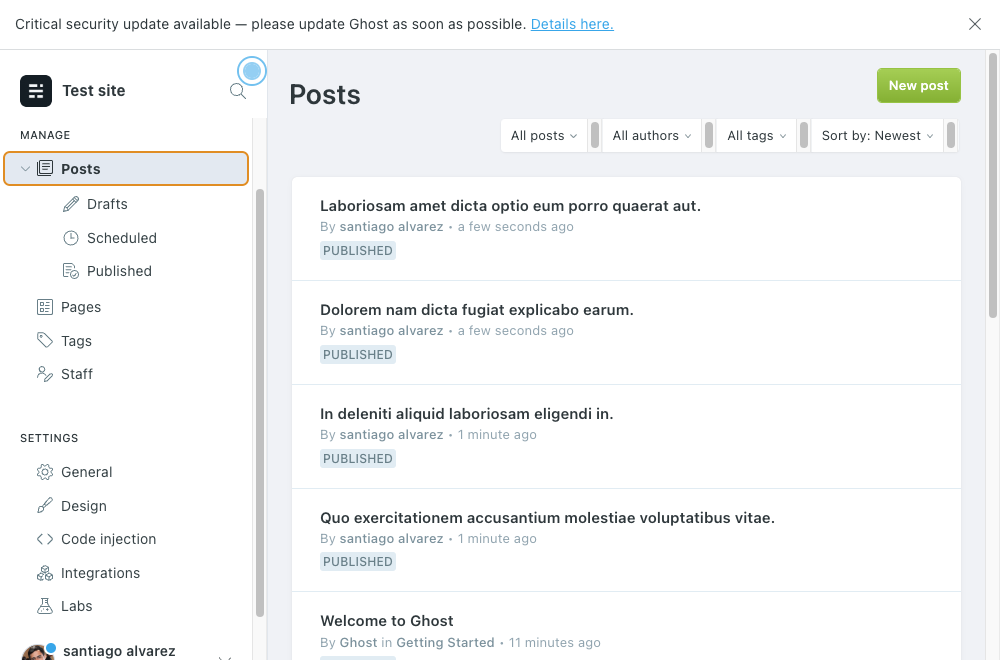 Critical security update available — please update Ghost as soon as possible. Details here.
Test site
MANAGE
Posts
Drafts
Scheduled
Published
Pages
Tags
Staff
SETTINGS
General
Design
Code injection
Integrations
Labs
santiago alvarez
Posts
New post
All posts
All authors
All tags
Sort by: Newest
Laboriosam amet dicta optio eum porro quaerat aut.
By santiago alvarez • a few seconds ago
PUBLISHED
Dolorem nam dicta fugiat explicabo earum.
By santiago alvarez • a few seconds ago
PUBLISHED
In deleniti aliquid laboriosam eligendi in.
By santiago alvarez • 1 minute ago
PUBLISHED
Quo exercitationem accusantium molestiae voluptatibus vitae.
By santiago alvarez • 1 minute ago
PUBLISHED
Welcome to Ghost
By Ghost in Getting Started • 11 minutes ago